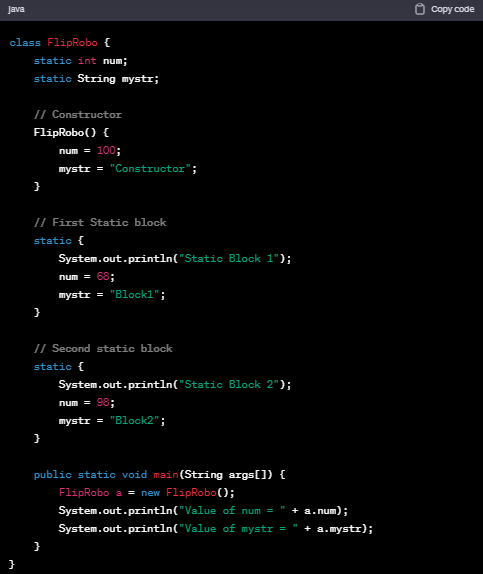 java Copy code
class FlipRobo {
    static int num;
    static String mystr;
    // Constructor
    FlipRobo() {
        num = 100;
        mystr = "Constructor";
    }
    // First Static block
    static {
        System.out.println("Static Block 1");
        num = 68;
        mystr = "Block1";
    }
    // Second static block
    static {
        System.out.println("Static Block 2");
        num = 98;
        mystr = "Block2";
    }
    public static void main(String args[]) {
        FlipRobo a = new FlipRobo();
        System.out.println("Value of num = " + a.num);
        System.out.println("Value of mystr = " + a.mystr);
    }
}